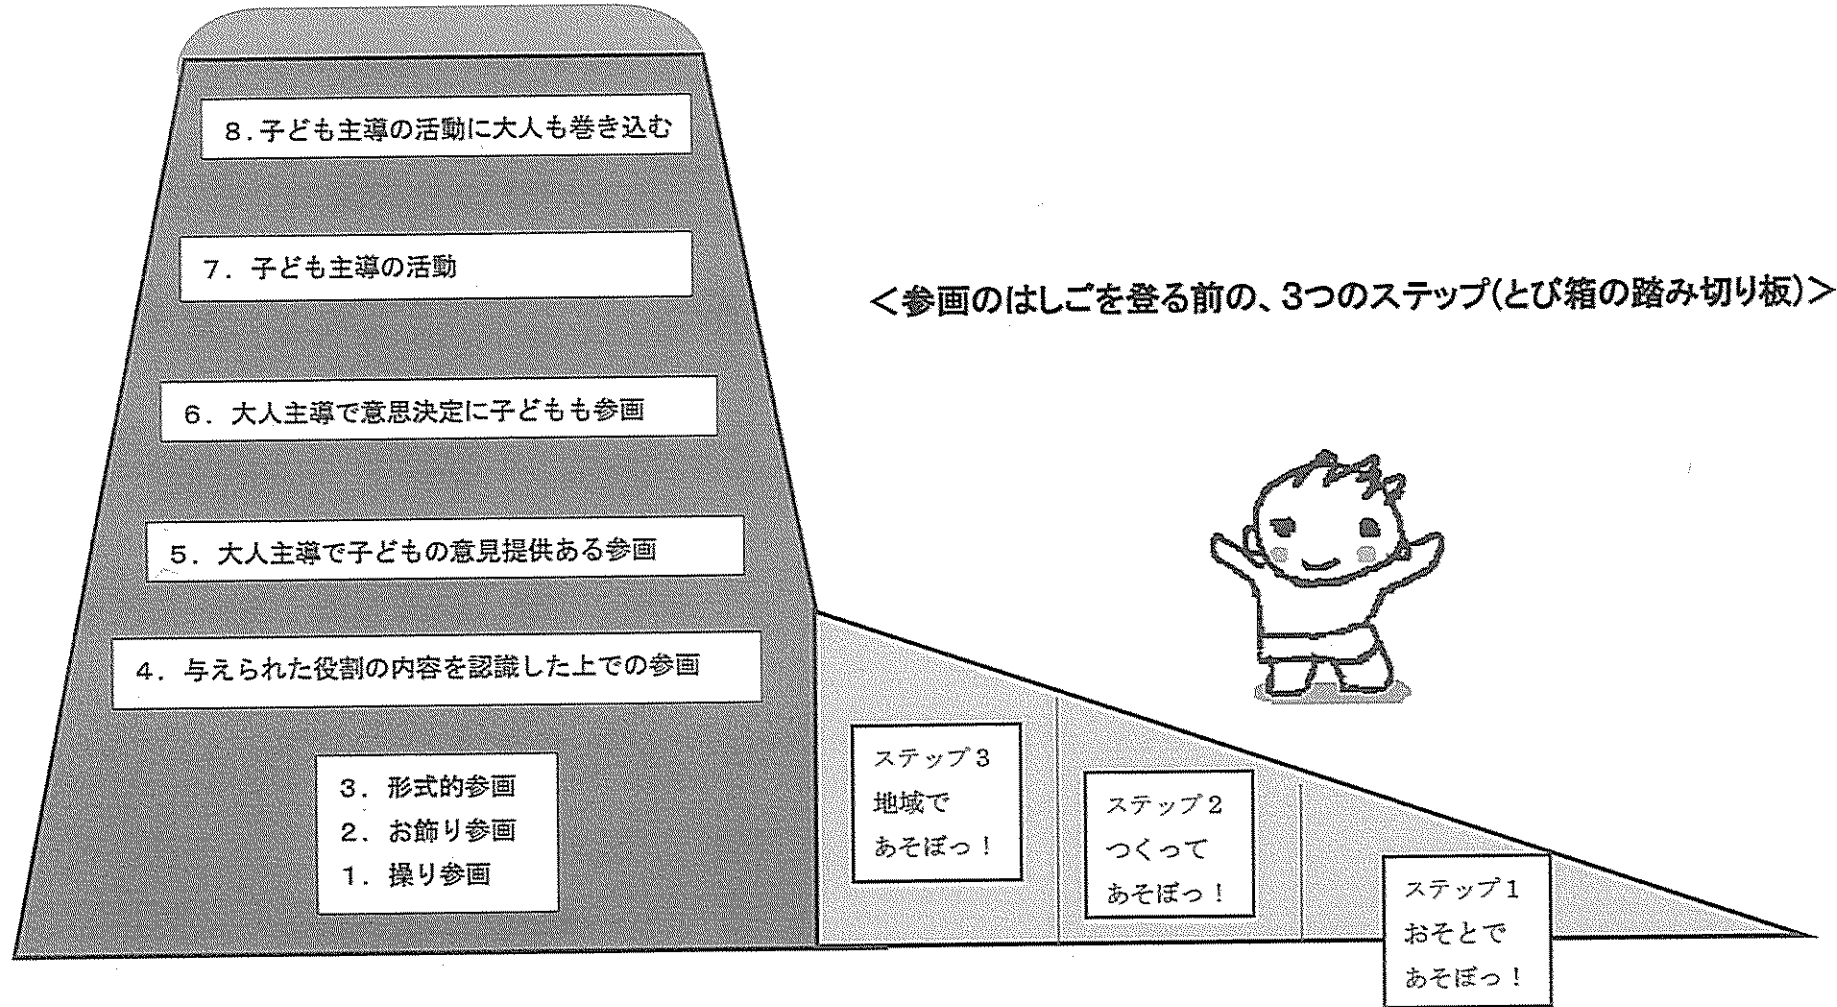 8.子ども主導の活動に大人も巻き込む
7．子ども主導の活動
＜参画のはしごを登る前の、3つのステップ(とび箱の踏み切り板)＞
6．大人主導で意思決定に子どもも参画
5．大人主導で子どもの意見提供ある参画
4．与えられた役割の内容を認識した上での参画
3．形式的参画
2．お飾り参画
1．操り参画
ステップ3
地域で
あそぼっ！
ステップ2
つくって
あそぼっ！
ステップ1
おそとで
あそぼっ！